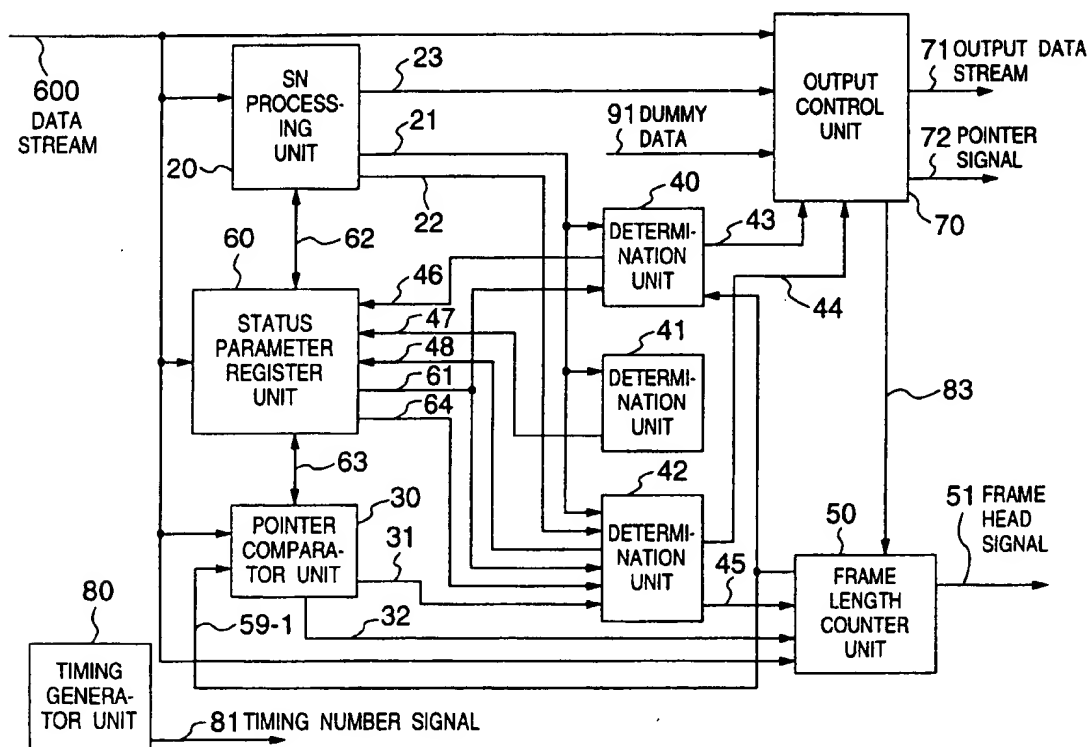 600
DATA
STREAM
SN
PROCESS-
ING
UNIT
20
23
21
22
91 DUMMY
DATA
OUTPUT
CONTROL
UNIT
70
71 OUTPUT DATA
STREAM
72 POINTER
SIGNAL
62
60
STATUS
PARAMETER
REGISTER
UNIT
46
47
48
61
64
40
DETERMI-
NATION
UNIT
43
44
41
DETERMI-
NATION
UNIT
83
63
30
POINTER
COMPARA-
TOR UNIT
31
32
59-1
42
DETERMI-
NATION
UNIT
45
50
FRAME
LENGTH
COUNTER
UNIT
51 FRAME
HEAD
SIGNAL
80
TIMING
GENERA-
TOR UNIT
81 TIMING NUMBER SIGNAL